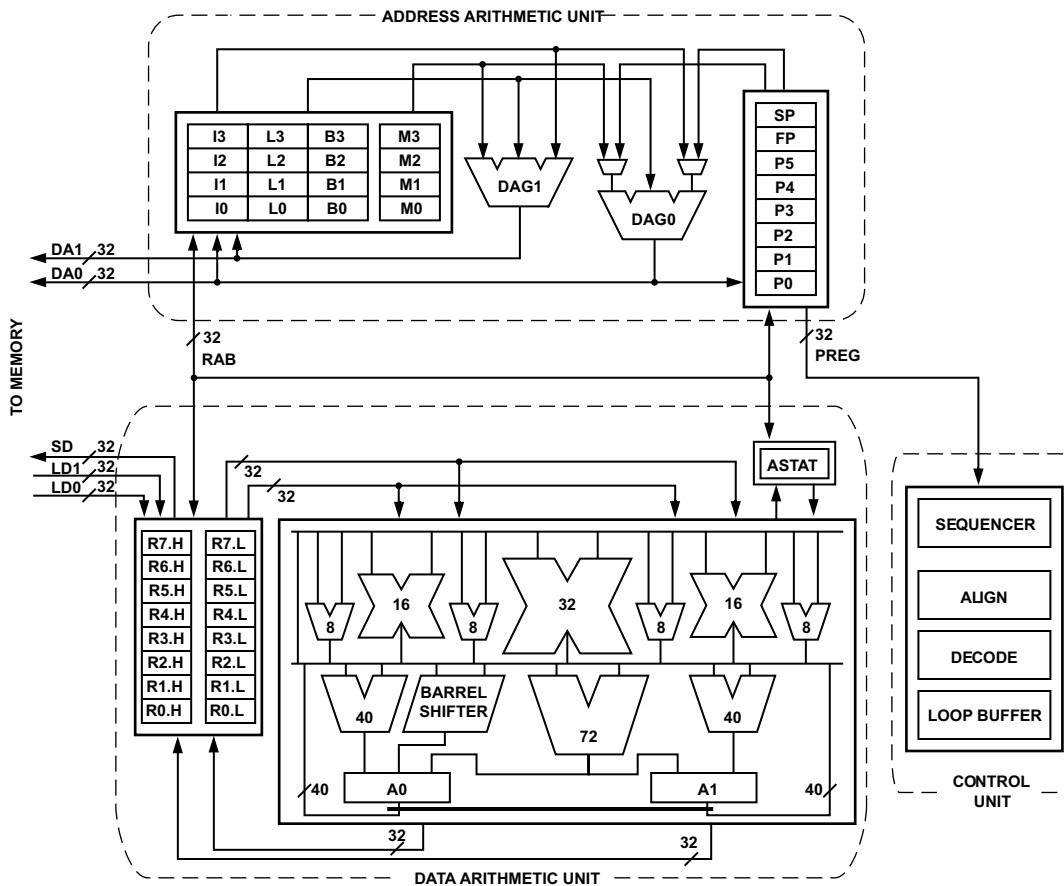 ADDRESS ARITHMETIC UNIT
SP
FP
P5
P4
P3
P2
P1
P0
I3 L3 B3 M3
I2 L2 B2 M2
I1 L1 B1 M1
I0 L0 B0 M0
DAG1
DAG0
DA1 32
DA0 32
TO MEMORY
32
RAB
32
PREG
SD 32
LD1 32
LD0 32
32
32
ASTAT
R7.H R7.L
R6.H R6.L
R5.H R5.L
R4.H R4.L
R3.H R3.L
R2.H R2.L
R1.H R1.L
R0.H R0.L
16 32 16
8 8 8 8
40
BARREL
SHIFTER
72
40
40 A0 A1 40
32
32
DATA ARITHMETIC UNIT
SEQUENCER
ALIGN
DECODE
LOOP BUFFER
CONTROL
UNIT